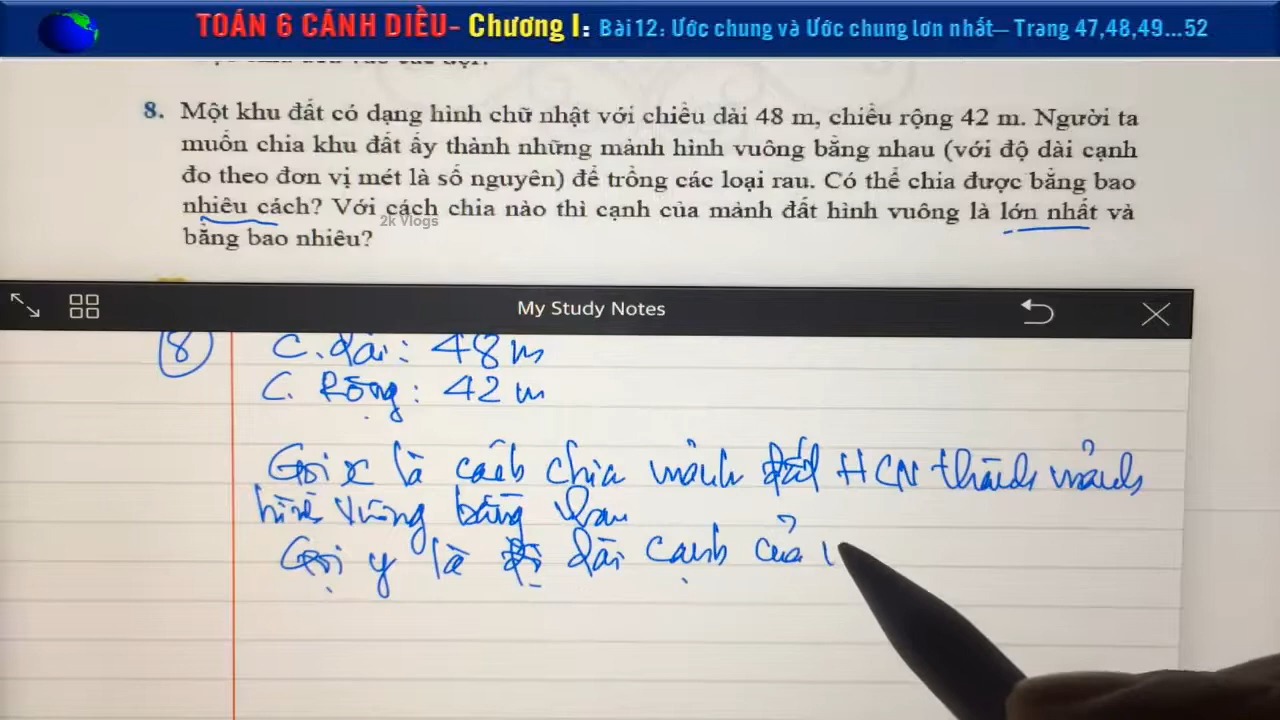 TOÁN 6 CÁNH DIỀU- Chương I: Bài 12: Ước chung và Ước chung lớn nhất– Trang 47,48,49...52
8. Một khu đất có dạng hình chữ nhật với chiều dài 48 m, chiều rộng 42 m. Người ta
muốn chia khu đất ấy thành những mảnh hình vuông bằng nhau (với độ dài cạnh
đo theo đơn vị mét là số nguyên) để trồng các loại rau. Có thể chia được bằng bao
nhiêu cách? Với cách chia nào thì cạnh của mảnh đất hình vuông là lớn nhất và
2k Vlogs
bằng bao nhiêu?
My Study Notes
8 C. dài: 48 m
C. Rộng: 42 m
Gọi x là cách chia mảnh đất HCN thành mảnh
hình vuông bằng nhau
Gọi y là độ dài cạnh của